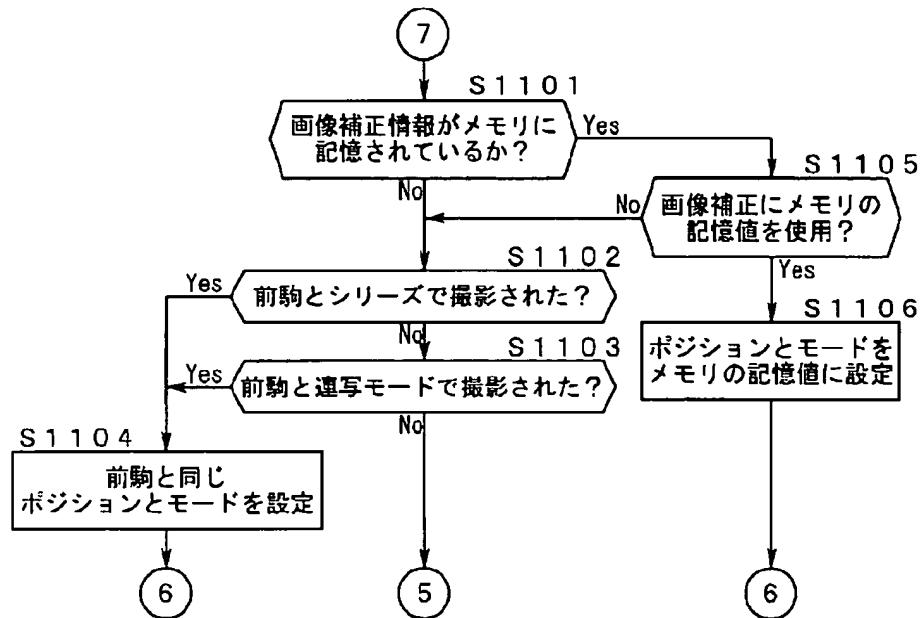 7
S1101
画像補正情報がメモリに
記憶されているか?
Yes
No
S1105
画像補正にメモリの
記憶値を使用?
No
Yes
S1102
前駒とシリーズで撮影された?
Yes
No
S1106
ポジションとモードを
メモリの記憶値に設定
S1103
前駒と連写モードで撮影された?
Yes
No
S1104
前駒と同じ
ポジションとモードを設定
6
5
6